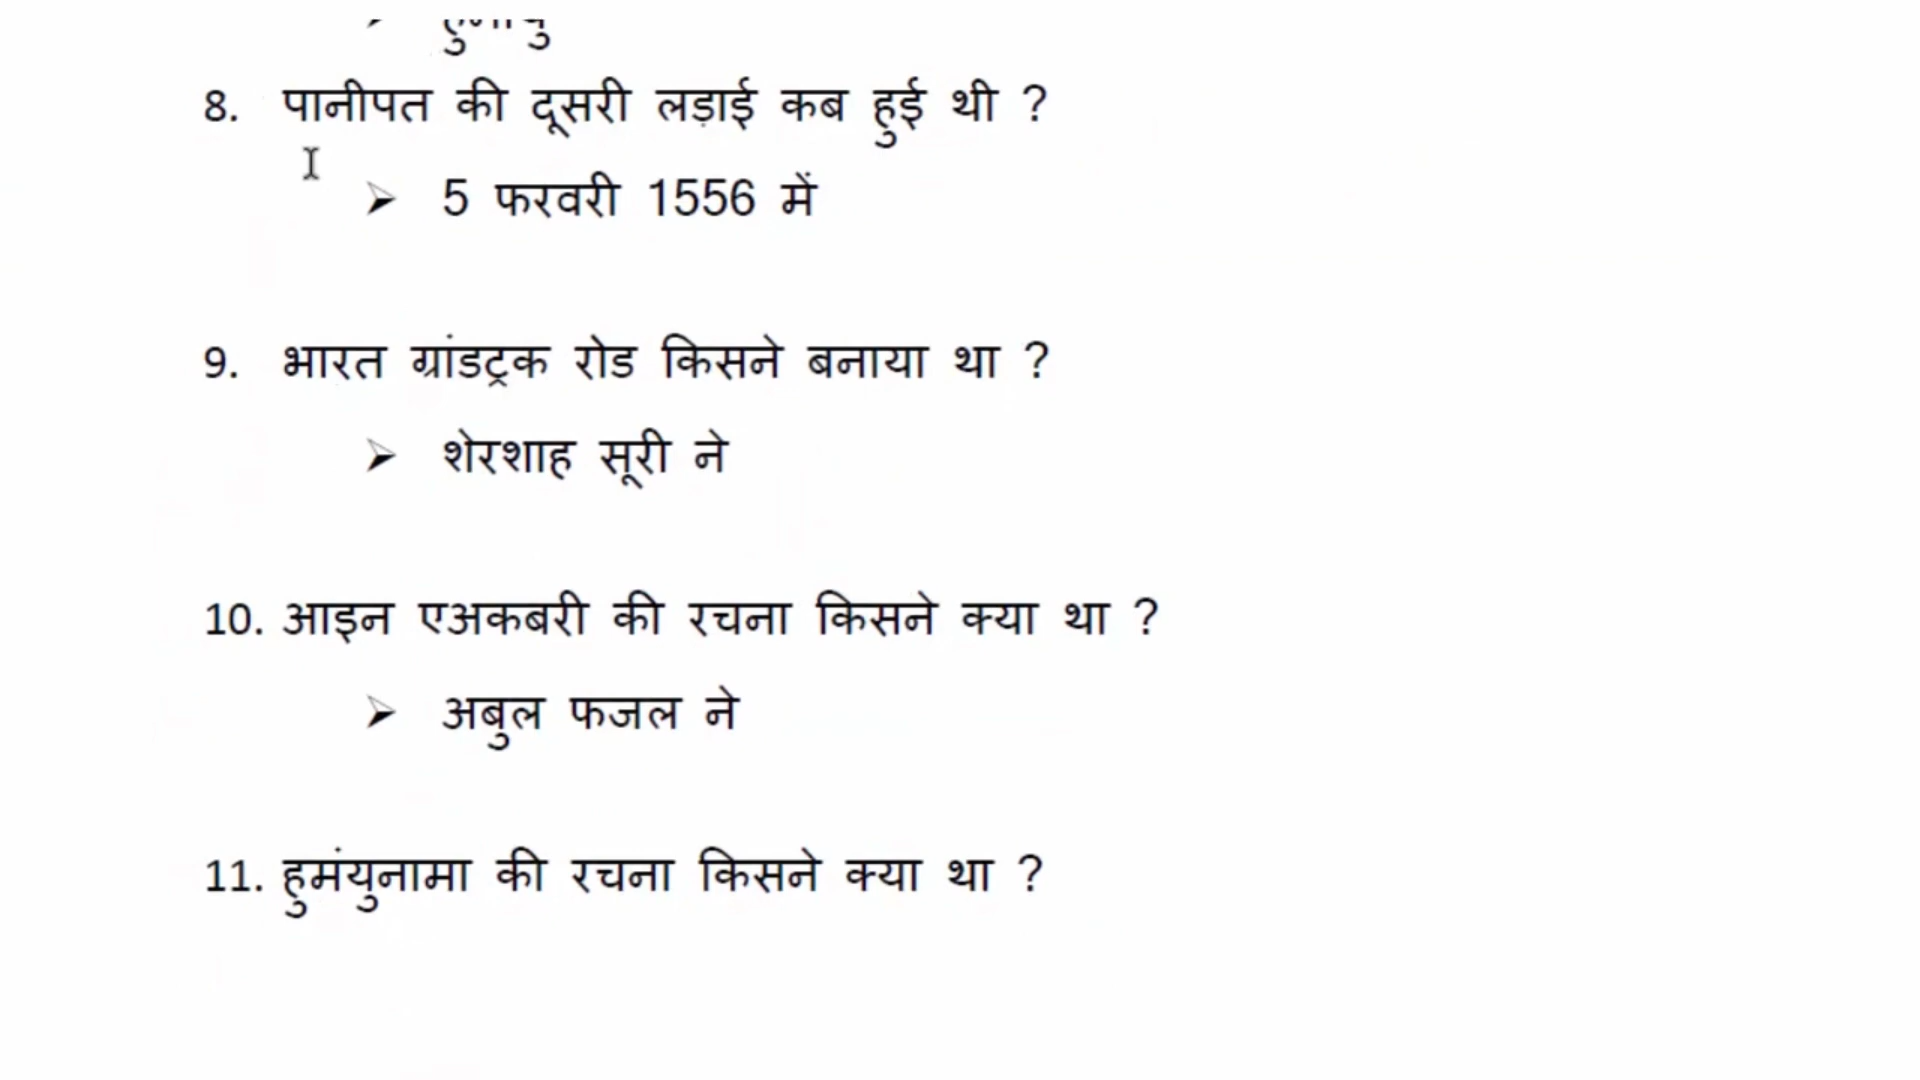 8. पानीपत की दूसरी लड़ाई कब हुई थी ?
➢ 5 फरवरी 1556 में
9. भारत ग्रांडट्रक रोड किसने बनाया था ?
➢ शेरशाह सूरी ने
10. आइन एअकबरी की रचना किसने क्या था ?
➢ अबुल फजल ने
11. हुमंयुनामा की रचना किसने क्या था ?